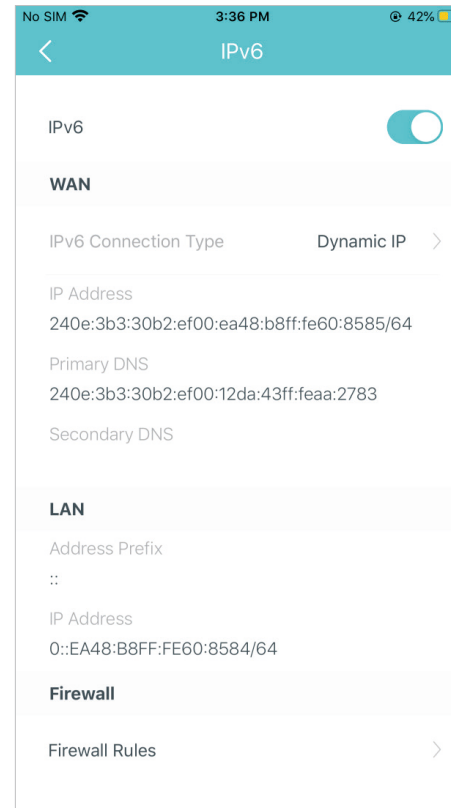 No SIM 3:36 PM 42%
IPv6
IPv6
WAN
IPv6 Connection Type Dynamic IP
IP Address
240e:3b3:30b2:ef00:ea48:b8ff:fe60:8585/64
Primary DNS
240e:3b3:30b2:ef00:12da:43ff:feaa:2783
Secondary DNS
LAN
Address Prefix
::
IP Address
0::EA48:B8FF:FE60:8584/64
Firewall
Firewall Rules